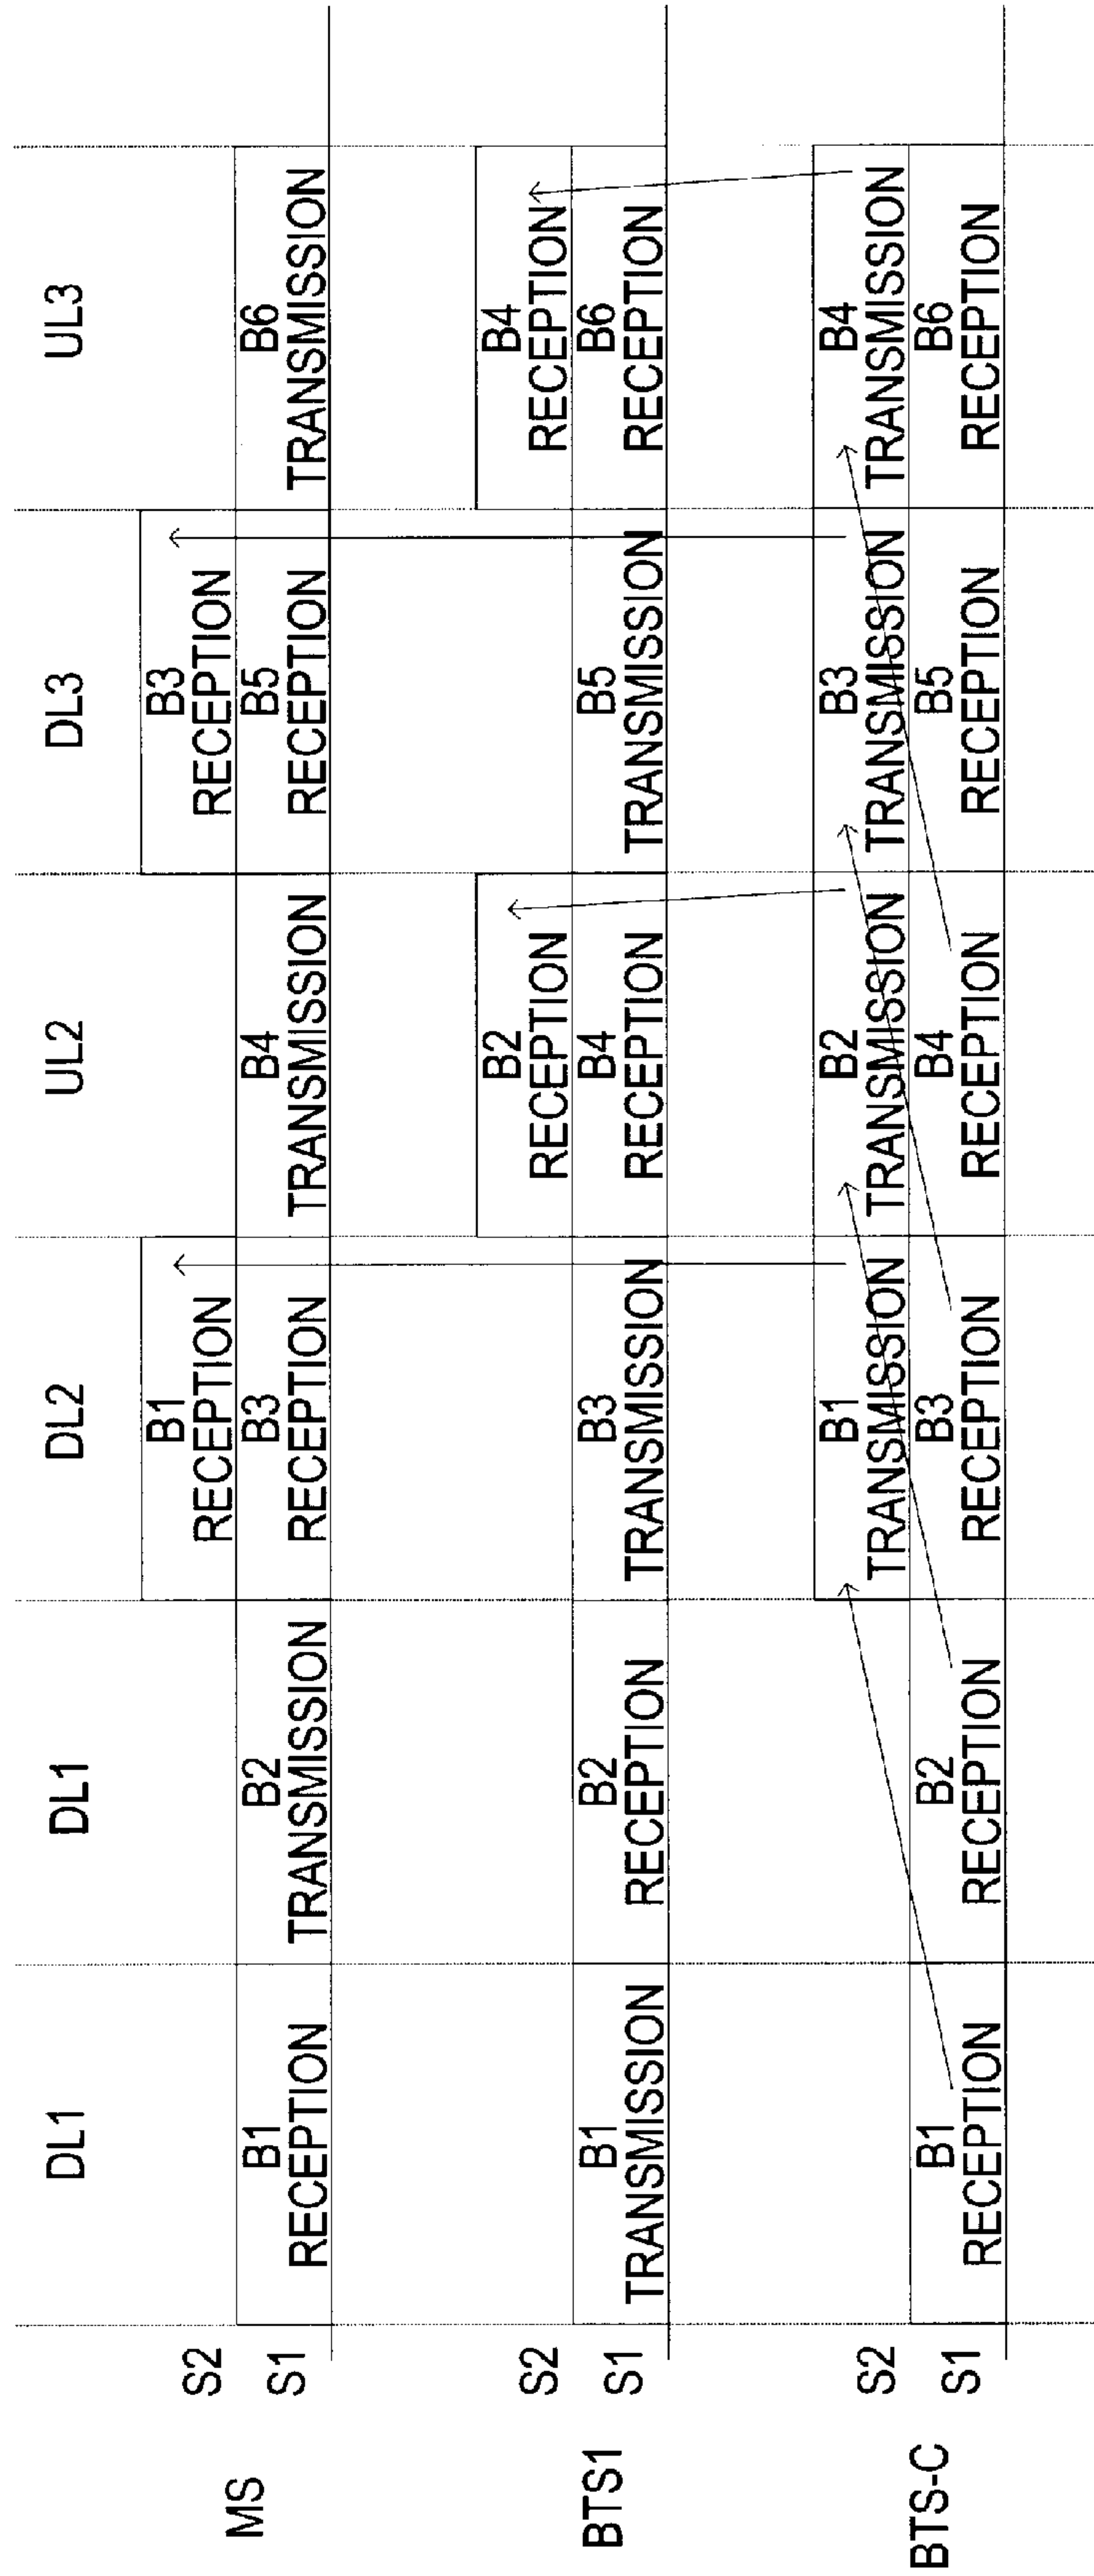 DL1 DL1 DL2 UL2 DL3 UL3
MS
S2
B1
RECEPTION
B3
RECEPTION
S1
B1
RECEPTION
B2
TRANSMISSION
B3
RECEPTION
B4
TRANSMISSION
B5
RECEPTION
B6
TRANSMISSION
BTS1
S2
B2
RECEPTION
B4
RECEPTION
S1
B1
TRANSMISSION
B2
RECEPTION
B3
TRANSMISSION
B4
RECEPTION
B5
TRANSMISSION
B6
RECEPTION
BTS-C
S2
B1
TRANSMISSION
B2
TRANSMISSION
B3
TRANSMISSION
B4
TRANSMISSION
S1
B1
RECEPTION
B2
RECEPTION
B3
RECEPTION
B4
RECEPTION
B5
RECEPTION
B6
RECEPTION